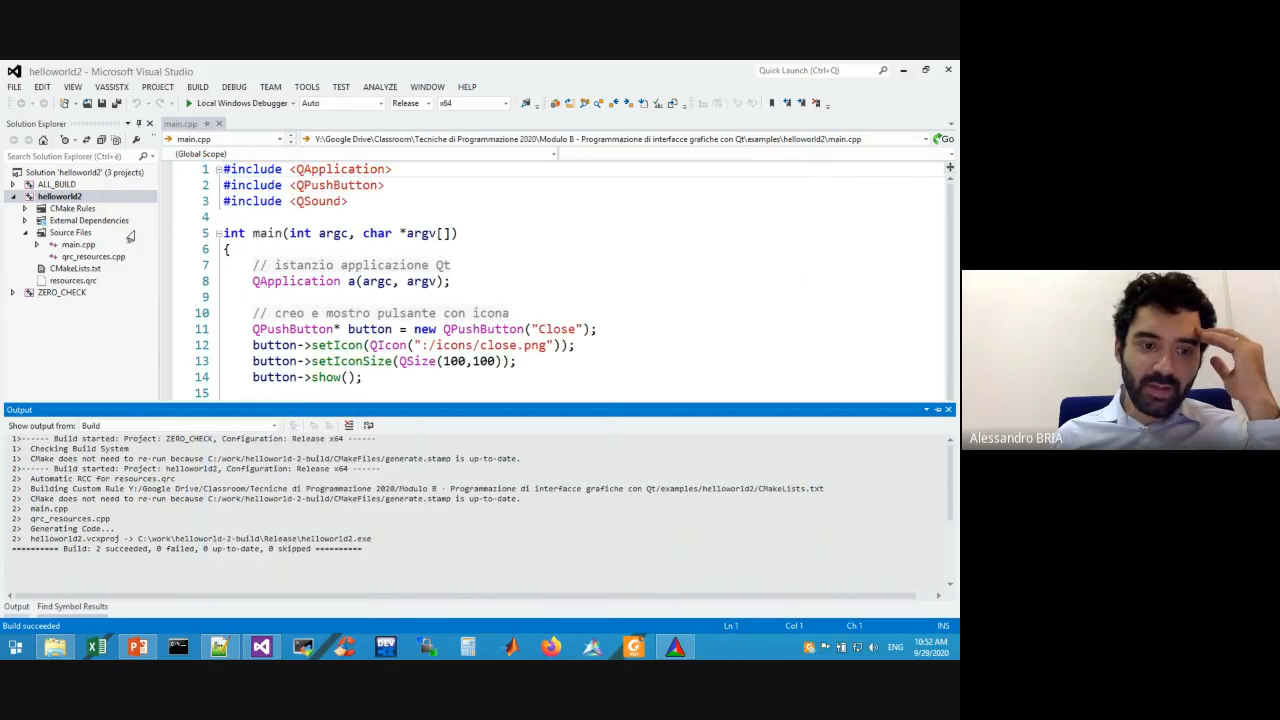 helloworld2 - Microsoft Visual Studio
Quick Launch (Ctrl+Q)
FILE EDIT VIEW VASSISTX PROJECT BUILD DEBUG TEAM TOOLS TEST ANALYZE WINDOW HELP
Local Windows Debugger Auto Release x64
Solution Explorer
main.cpp
main.cpp
Y:\Google Drive\Classroom\Tecniche di Programmazione 2020\Modulo B - Programmazione di interfacce grafiche con Qt\examples\helloworld2\main.cpp
Go
Search Solution Explorer (Ctrl+è)
(Global Scope)
Solution 'helloworld2' (3 projects)
ALL_BUILD
helloworld2
CMake Rules
External Dependencies
Source Files
main.cpp
qrc_resources.cpp
CMakeLists.txt
resources.qrc
ZERO_CHECK
1 #include <QApplication>
2 #include <QPushButton>
3 #include <QSound>
4
5 int main(int argc, char *argv[])
6 {
7 // istanzio applicazione Qt
8 QApplication a(argc, argv);
9
10 // creo e mostro pulsante con icona
11 QPushButton* button = new QPushButton("Close");
12 button->setIcon(QIcon(":/icons/close.png"));
13 button->setIconSize(QSize(100,100));
14 button->show();
15
Output
Show output from: Build
1>------ Build started: Project: ZERO_CHECK, Configuration: Release x64 ------
1> Checking Build System
1> CMake does not need to re-run because C:/work/helloworld-2-build/CMakeFiles/generate.stamp is up-to-date.
2>------ Build started: Project: helloworld2, Configuration: Release x64 ------
2> Automatic RCC for resources.qrc
2> Building Custom Rule Y:/Google Drive/Classroom/Tecniche di Programmazione 2020/Modulo B - Programmazione di interfacce grafiche con Qt/examples/helloworld2/CMakeLists.txt
2> CMake does not need to re-run because C:/work/helloworld-2-build/CMakeFiles/generate.stamp is up-to-date.
2> main.cpp
2> qrc_resources.cpp
2> Generating Code...
2> helloworld2.vcxproj -> C:\work\helloworld-2-build\Release\helloworld2.exe
========== Build: 2 succeeded, 0 failed, 0 up-to-date, 0 skipped ==========
Output Find Symbol Results
Build succeeded
Ln 1 Col 1 Ch 1 INS
DEV
ENG
10:52 AM
9/29/2020
Alessandro BRIA